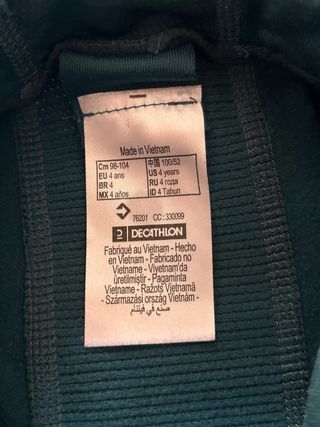 Made in Vietnam
Cm 98-104 中国 100/52
EU 4 ans US 4 years
BR 4 RU 4 года
MX 4 años ID 4 Tahun
76201 CC: 330099
DECATHLON
Fabriqué au Vietnam - Hecho
en Vietnam - Fabricado no
Vietname - Viyetnam'da
üretilmiştir - Pagaminta
Vietname - Ražots Vietnamā
- Származási ország Vietnám -
صنع في فيتنام